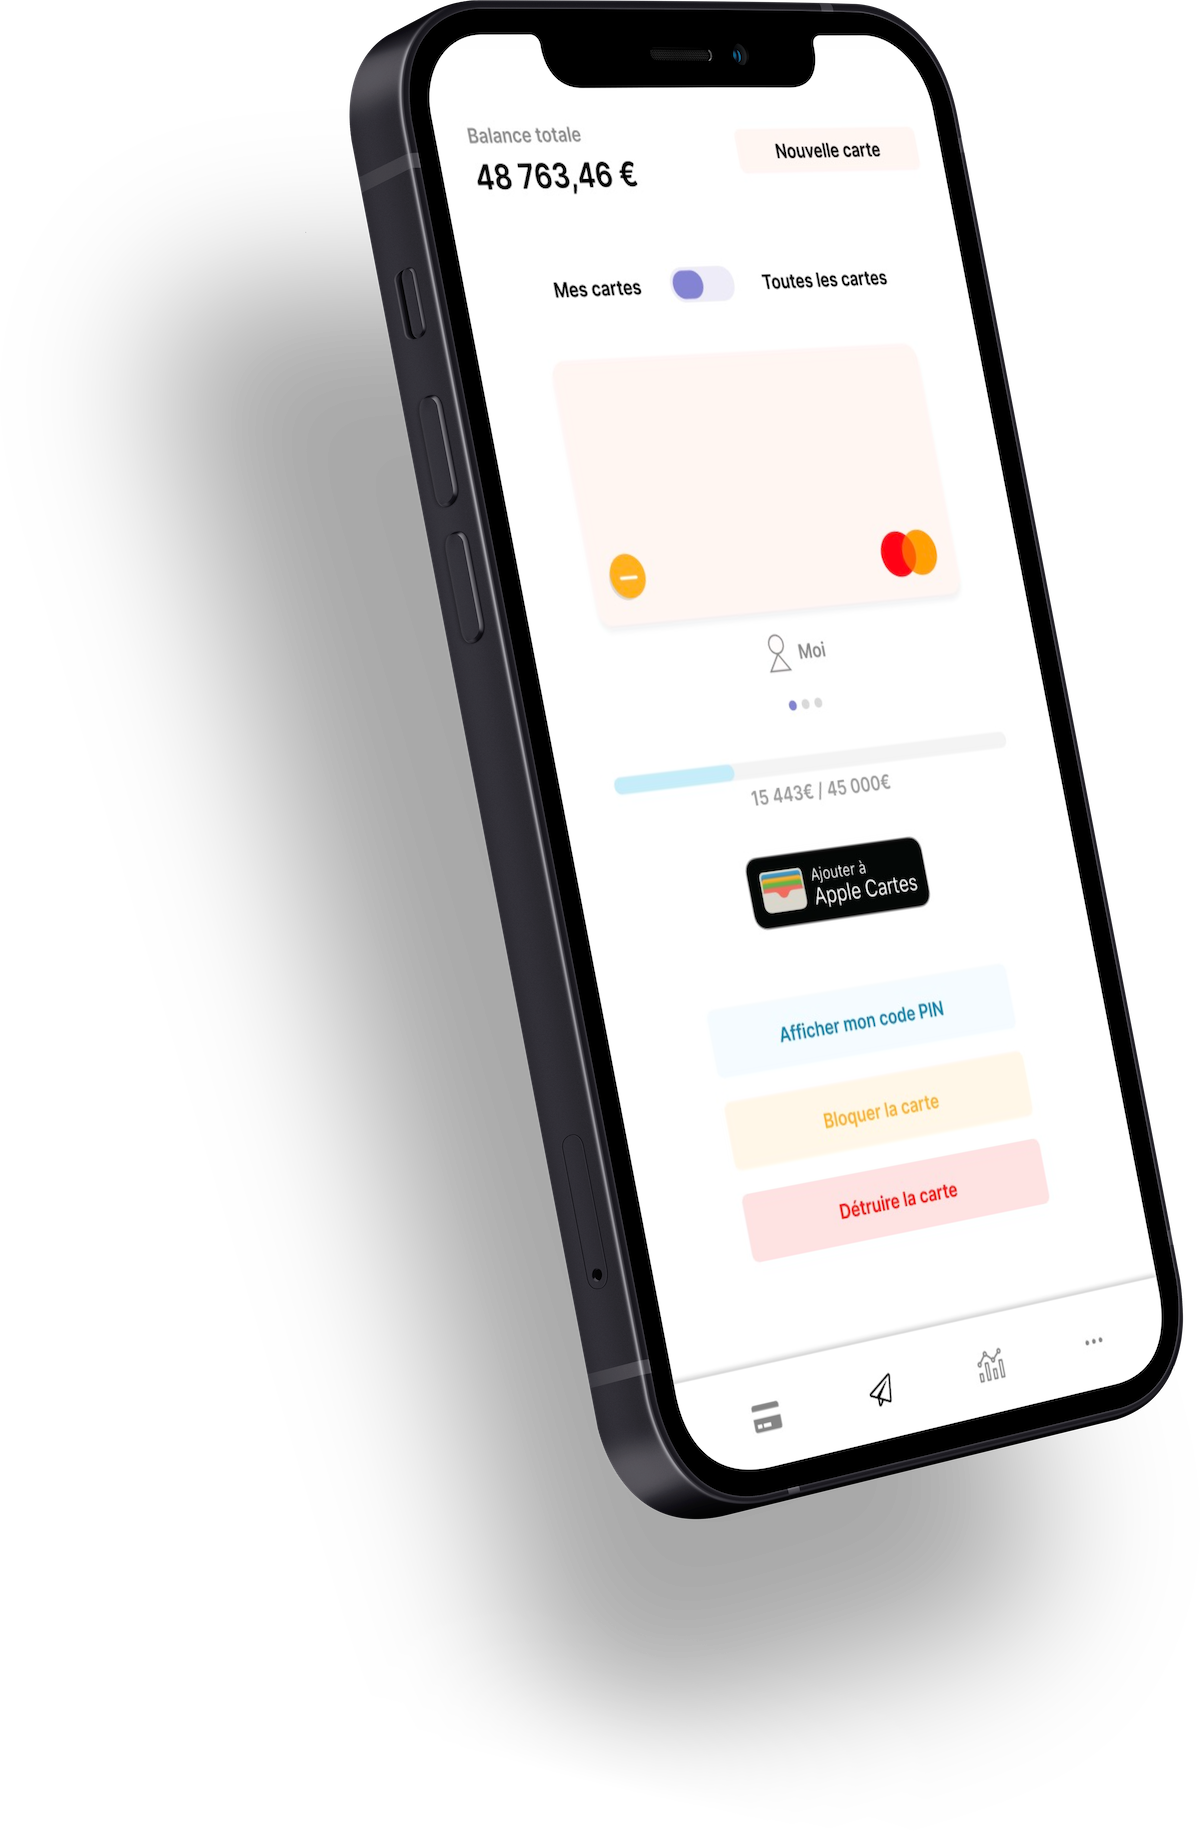 Balance totale
48 763,46 €
Nouvelle carte
Mes cartes
Toutes les cartes
Moi
15 443€ / 45 000€
Ajouter à
Apple Cartes
Afficher mon code PIN
Bloquer la carte
Détruire la carte